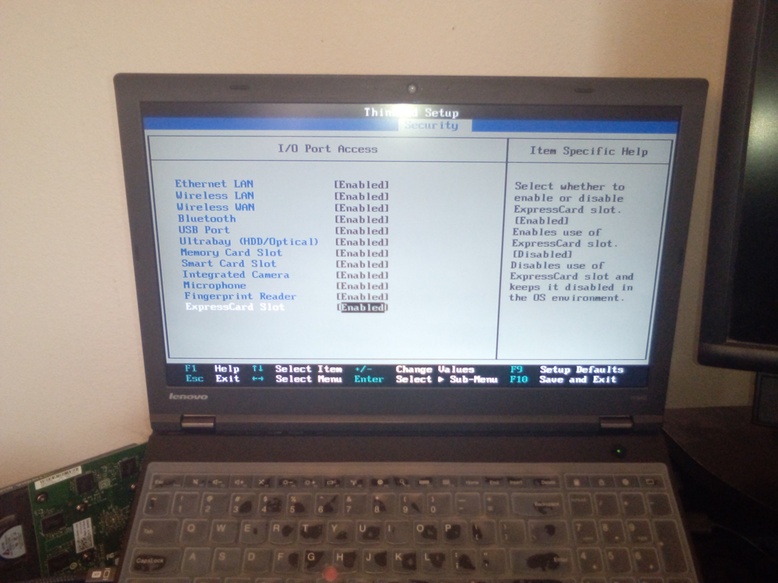 ThinkPad Setup
Security
I/O Port Access
Item Specific Help
Ethernet LAN [Enabled]
Wireless LAN [Enabled]
Wireless WAN [Enabled]
Bluetooth [Enabled]
USB Port [Enabled]
Ultrabay (HDD/Optical) [Enabled]
Memory Card Slot [Enabled]
Smart Card Slot [Enabled]
Integrated Camera [Enabled]
Microphone [Enabled]
Fingerprint Reader [Enabled]
ExpressCard Slot [Enabled]
Select whether to
enable or disable
ExpressCard slot.
[Enabled]
Enables use of
ExpressCard slot.
[Disabled]
Disables use of
ExpressCard slot and
keeps it disabled in
the OS environment.
F1 Help ↑↓ Select Item +/- Change Values F9 Setup Defaults
Esc Exit ←→ Select Menu Enter Select ▶ Sub-Menu F10 Save and Exit
lenovo
Q W E R T Y U I O P
CapsLock A S D F G H J K L